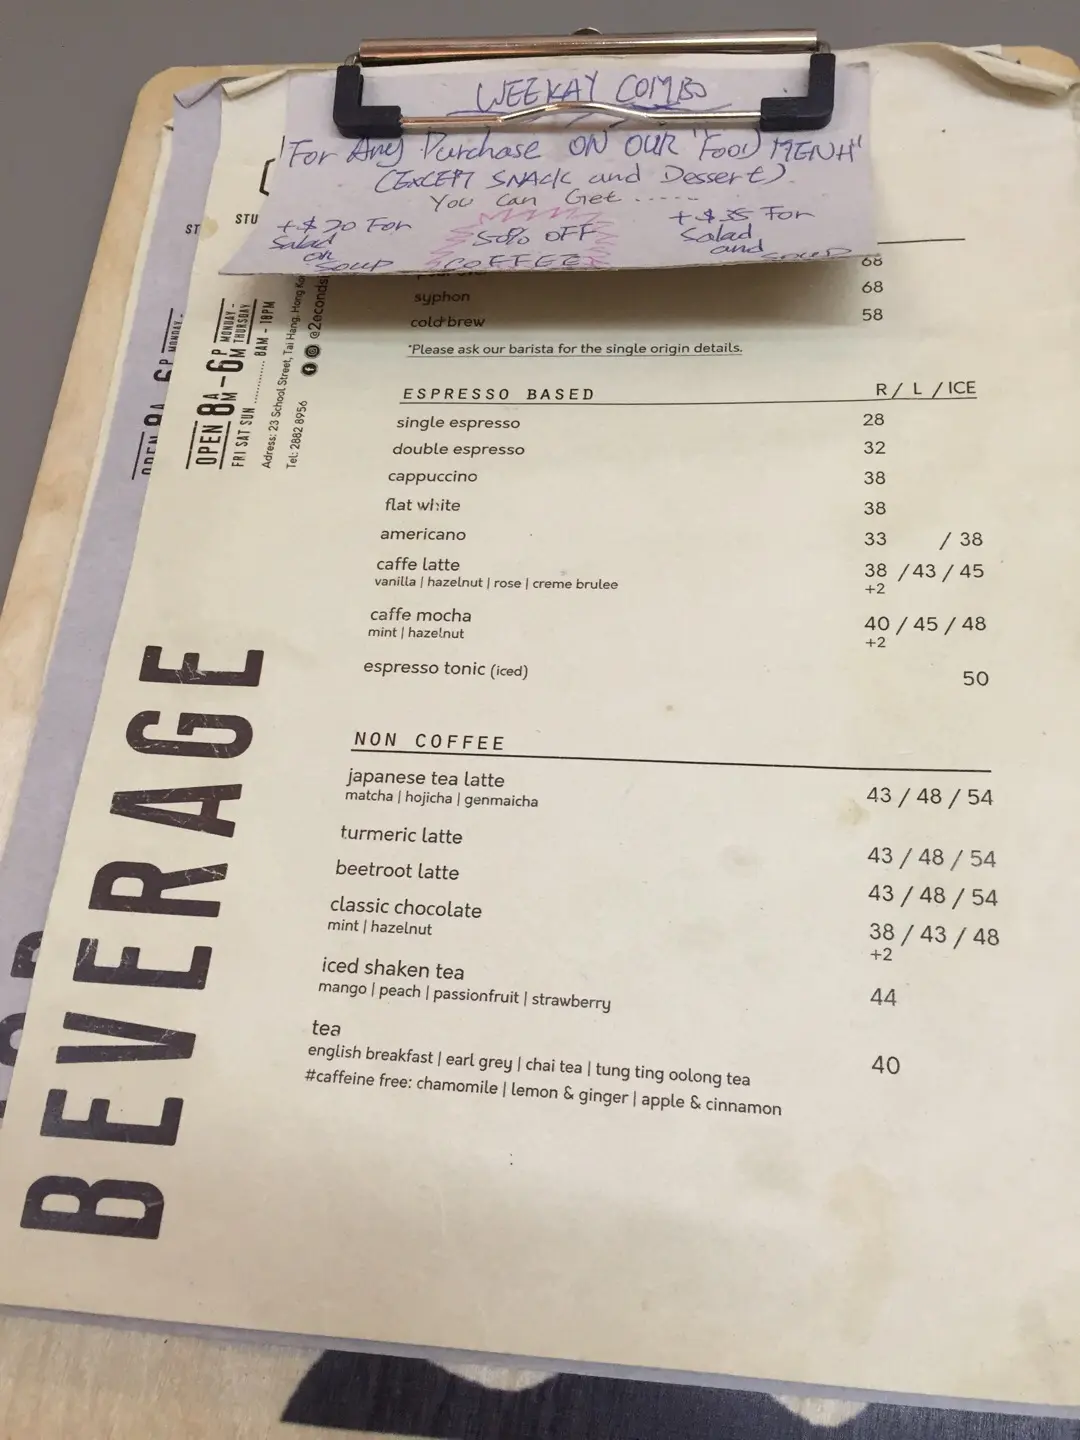 WEEKAY COMBO
"For Any Purchase ON OUR "Food MENU"
(EXCEPT SNACK and Dessert)
You Can Get .....
+$20 For
Salad
OR
SOUP
50% OFF
COFFEE
+$35 For
Salad
and
STU
ST
68
syphon 68
cold brew 58
*Please ask our barista for the single origin details.
OPEN 8AM-6PM MONDAY - THURSDAY
FRI SAT SUN ............ 8AM - 10PM
Adress: 23 School Street, Tai Hang, Hong
Tel: 2882 8956
ESPRESSO BASED R / L / ICE
single espresso 28
double espresso 32
cappuccino 38
flat white 38
americano 33 / 38
caffe latte 38 / 43 / 45
vanilla | hazelnut | rose | creme brulee +2
caffe mocha 40 / 45 / 48
mint | hazelnut +2
espresso tonic (iced) 50
NON COFFEE
japanese tea latte 43 / 48 / 54
matcha | hojicha | genmaicha
turmeric latte 43 / 48 / 54
beetroot latte 43 / 48 / 54
classic chocolate 38 / 43 / 48
mint | hazelnut +2
iced shaken tea 44
mango | peach | passionfruit | strawberry
tea 40
english breakfast | earl grey | chai tea | tung ting oolong tea
#caffeine free: chamomile | lemon & ginger | apple & cinnamon
BEVERAGE